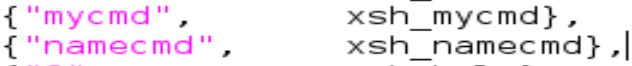 {"mycmd", xsh_mycmd},
{"namecmd", xsh_namecmd},